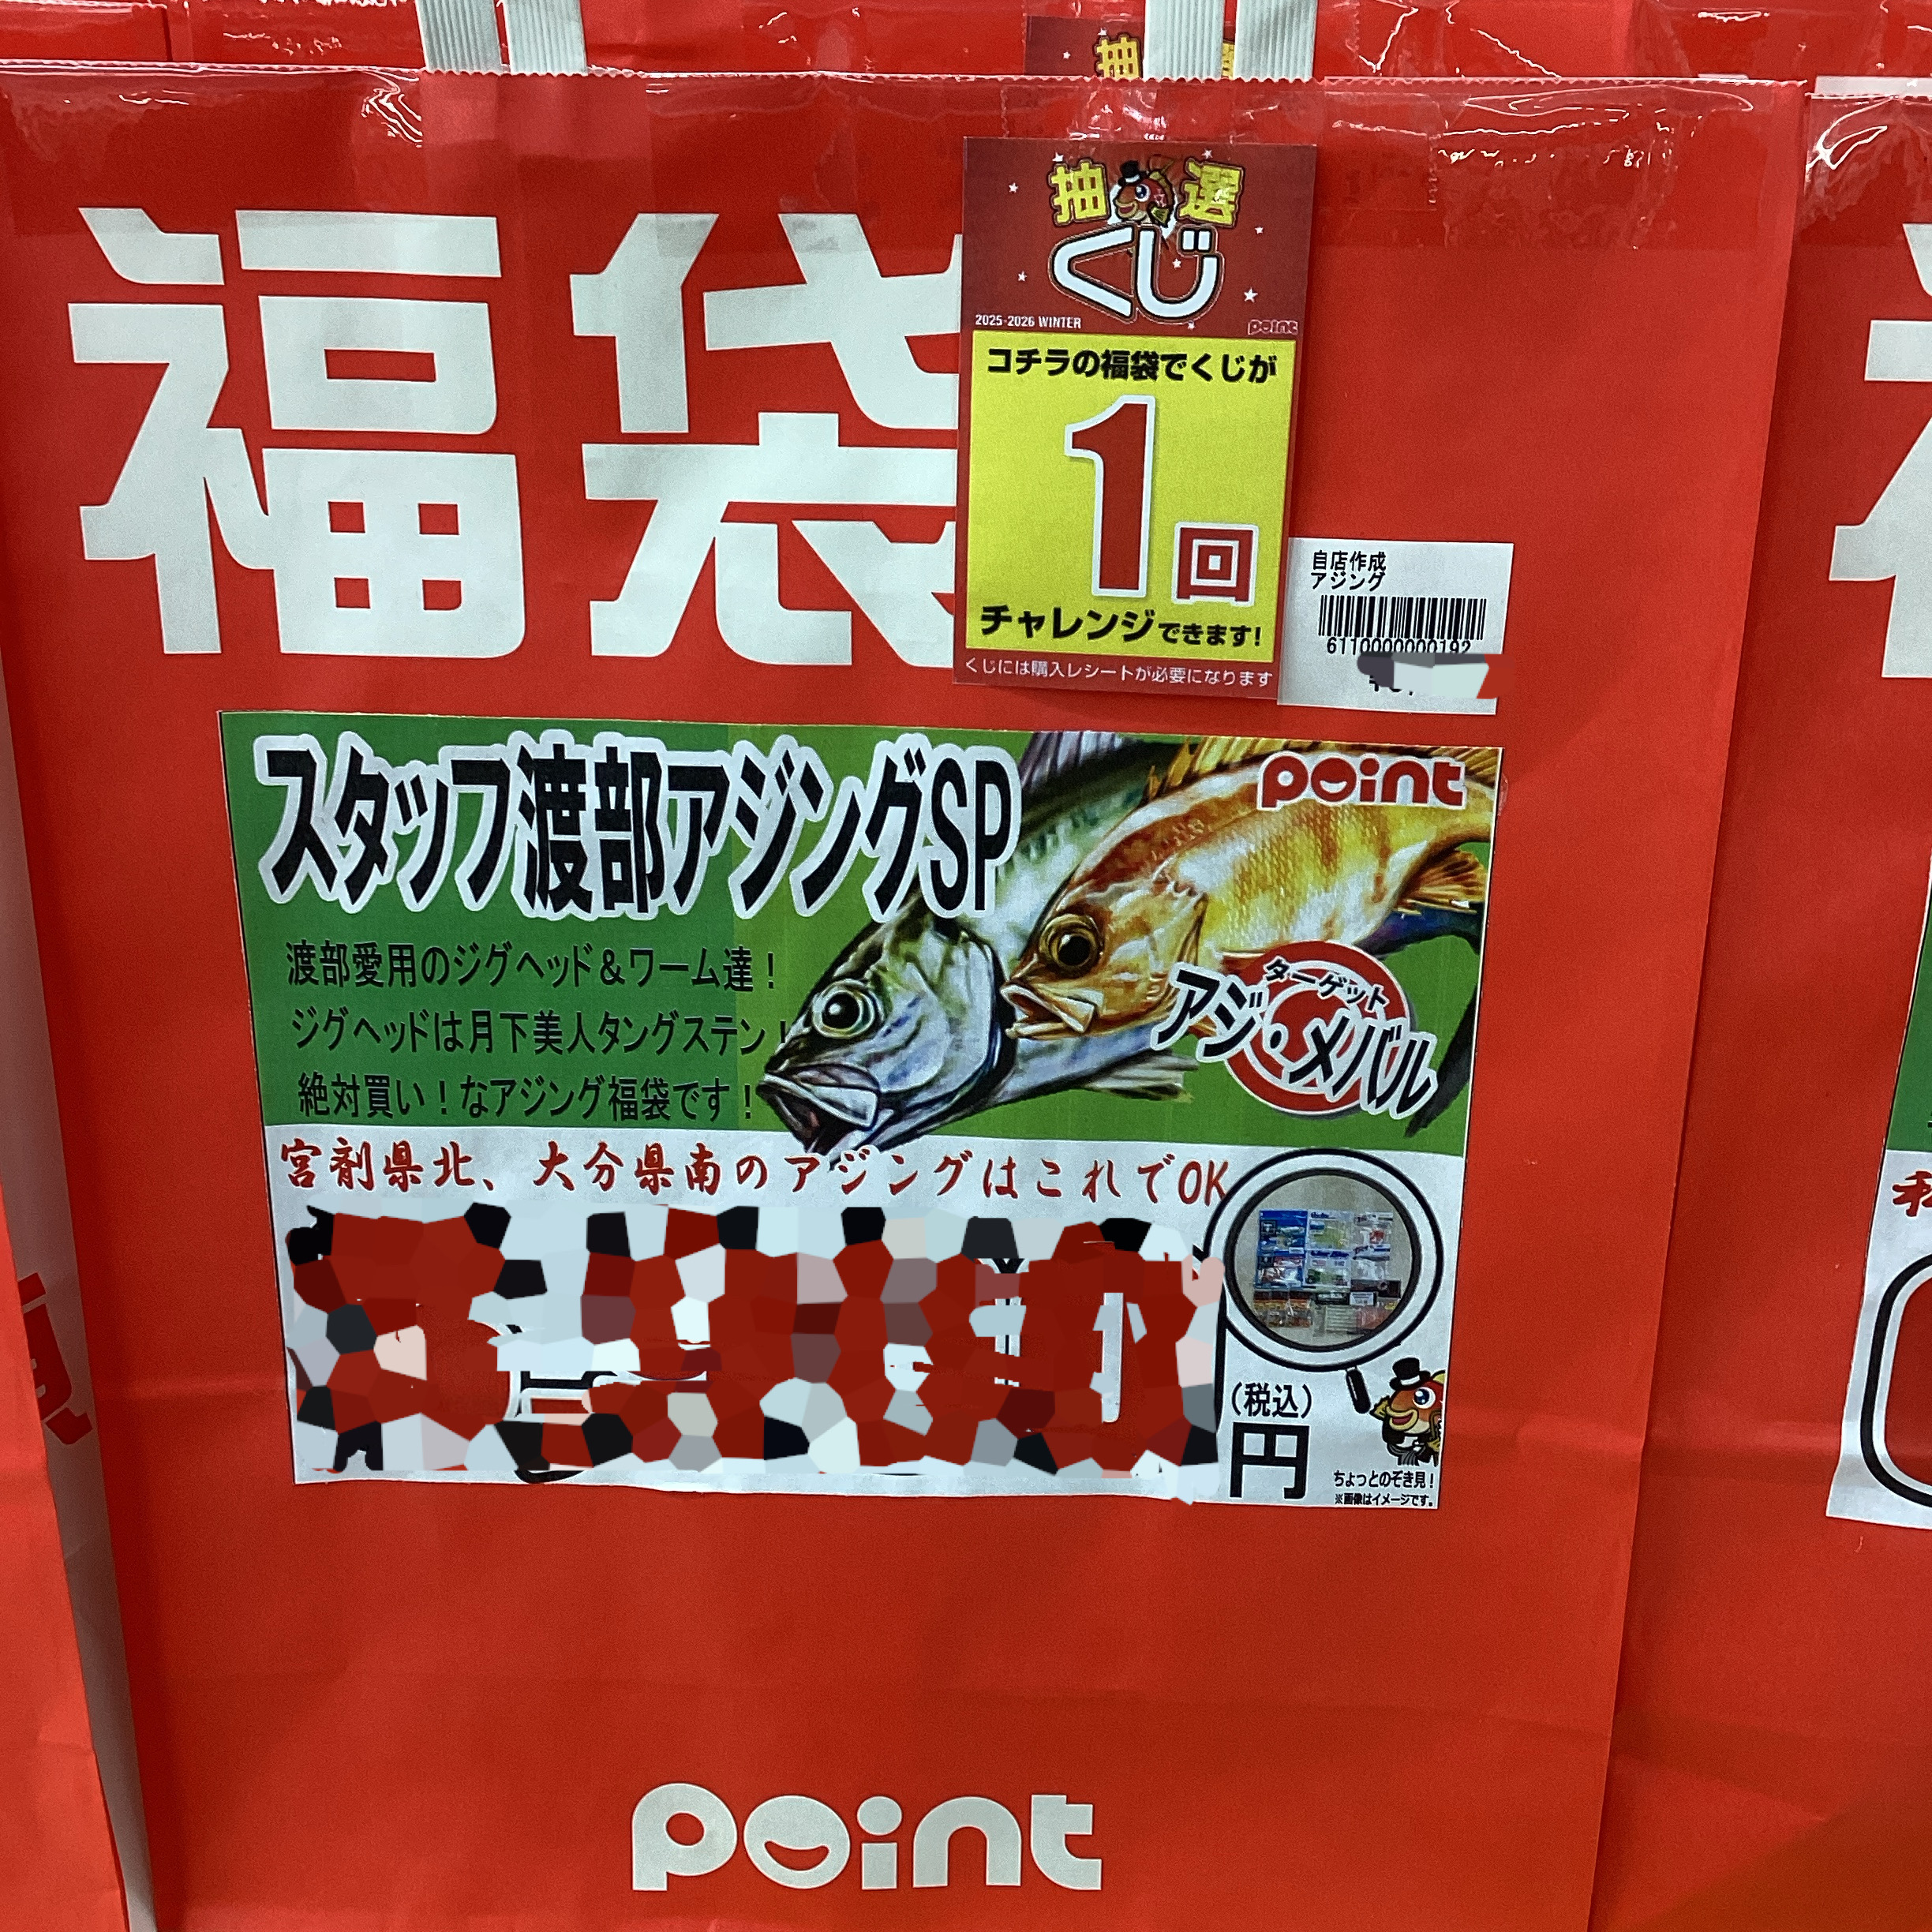 抽
福袋
抽選
くじ
2025-2026 WINTER
point
コチラの福袋でくじが
1回
チャレンジできます!
くじには購入レシートが必要になります
自店作成
アジング
6110000000192
スタッフ渡部アジングSP
point
渡部愛用のジグヘッド&ワーム達!
ジグヘッドは月下美人タングステン!
絶対買い!なアジング福袋です!
ターゲット
アジ・メバル
宮剤県北、大分県南のアジングはこれでOK
(税込)
円
ちょっとのぞき見!
※画像はイメージです。
point